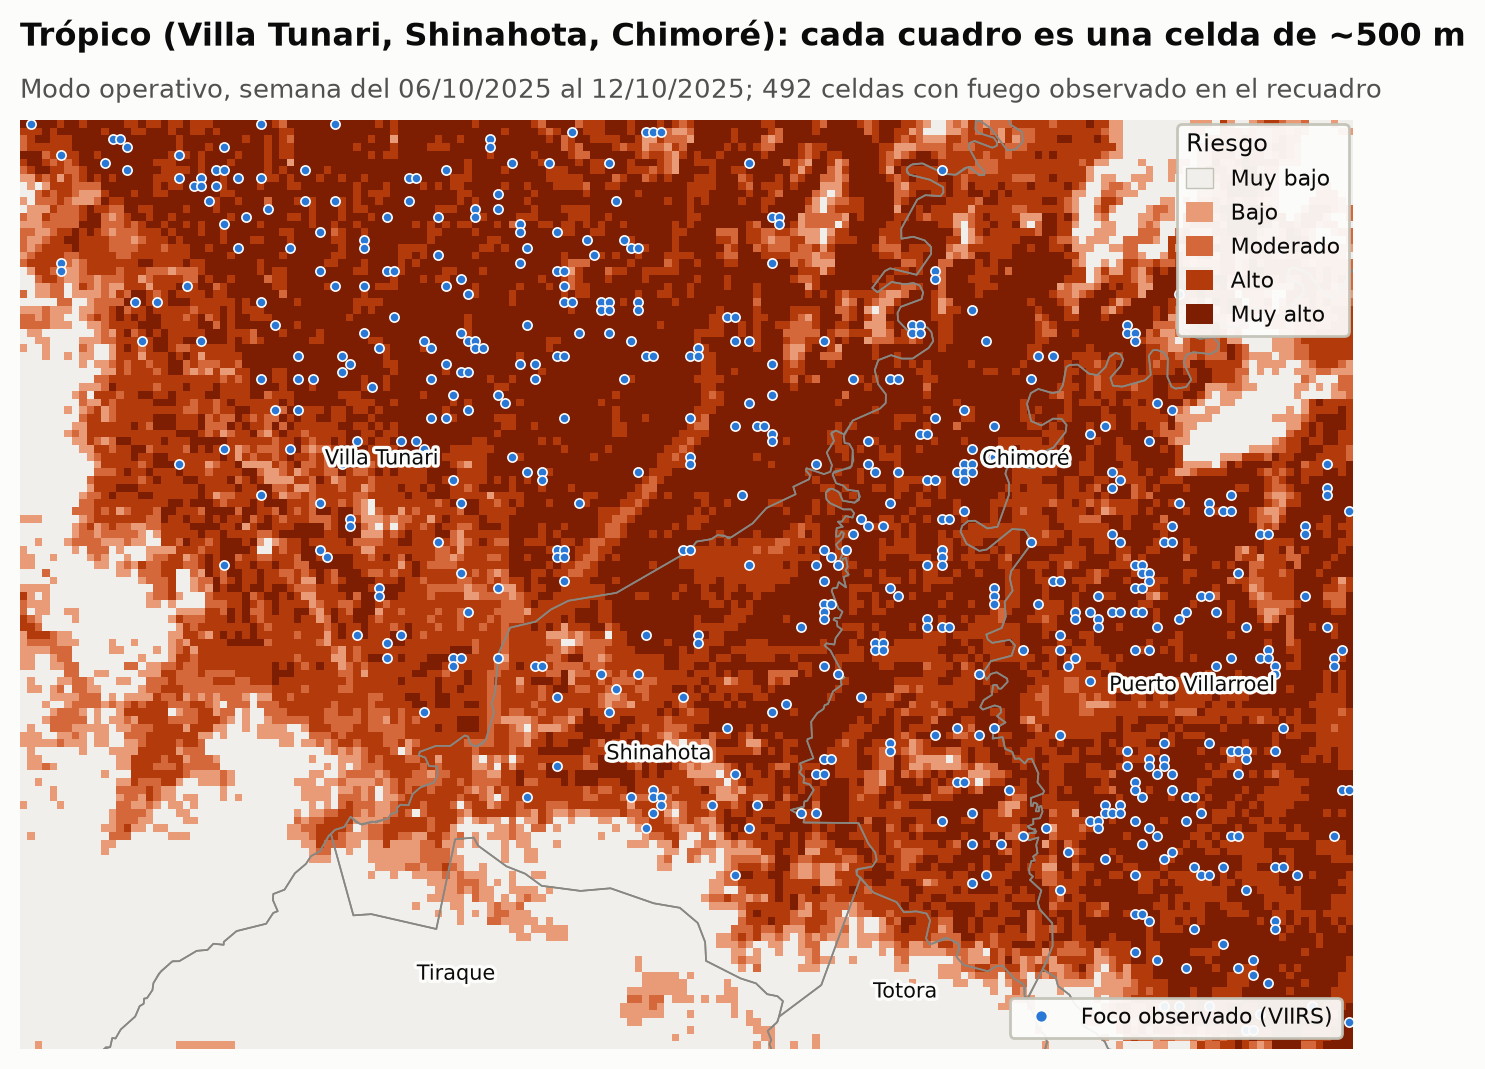 Trópico (Villa Tunari, Shinahota, Chimoré): cada cuadro es una celda de ~500 m
Modo operativo, semana del 06/10/2025 al 12/10/2025; 492 celdas con fuego observado en el recuadro
Riesgo
Muy bajo
Bajo
Moderado
Alto
Muy alto
Villa Tunari
Chimoré
Puerto Villarroel
Shinahota
Tiraque
Totora
Foco observado (VIIRS)